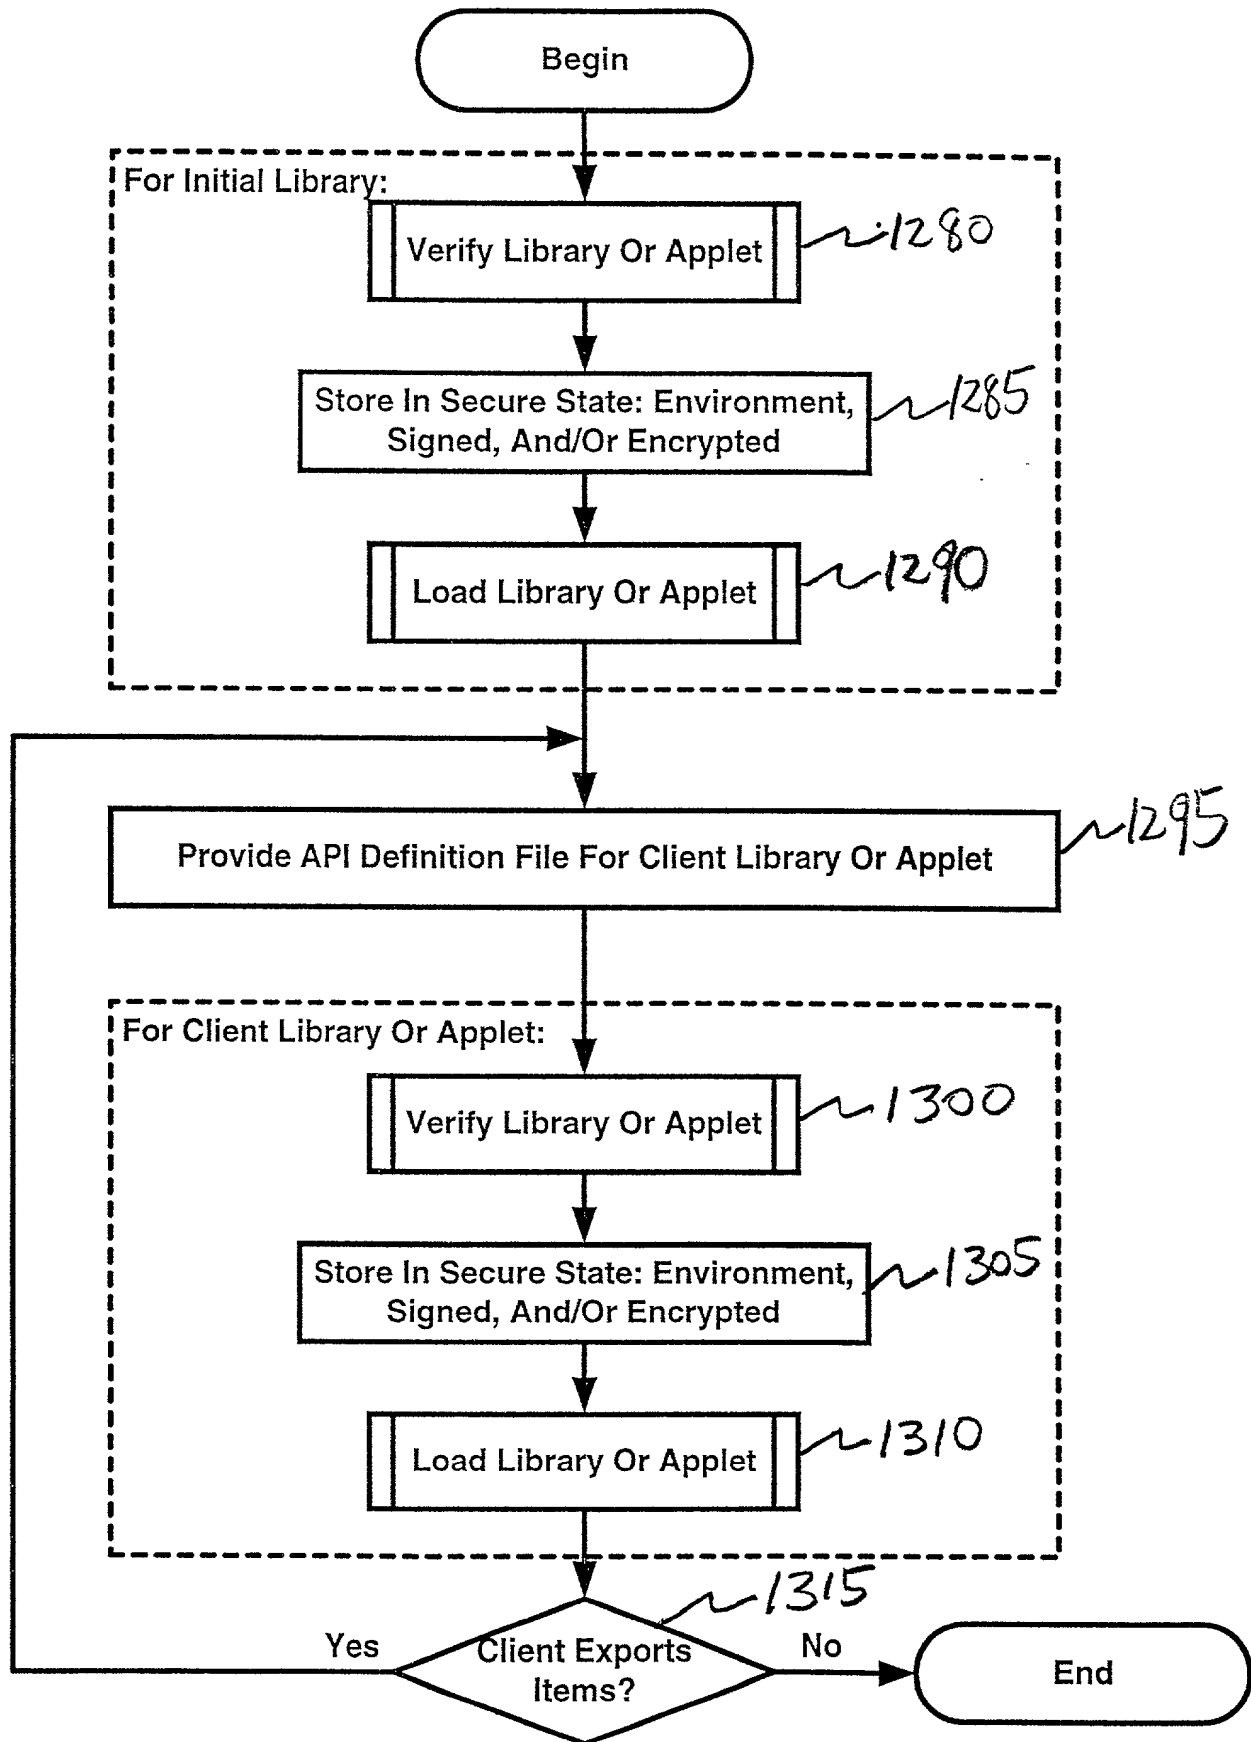 Begin
For Initial Library:
Verify Library Or Applet
1280
Store In Secure State: Environment,
Signed, And/Or Encrypted
1285
Load Library Or Applet
1290
Provide API Definition File For Client Library Or Applet
1295
For Client Library Or Applet:
Verify Library Or Applet
1300
Store In Secure State: Environment,
Signed, And/Or Encrypted
1305
Load Library Or Applet
1310
1315
Yes
Client Exports
Items?
No
End